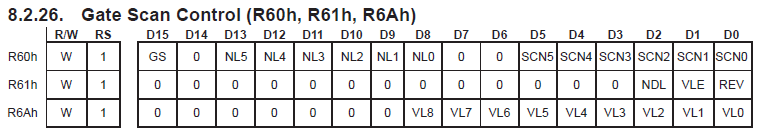 8.2.26. Gate Scan Control (R60h, R61h, R6Ah)
R/W RS D15 D14 D13 D12 D11 D10 D9 D8 D7 D6 D5 D4 D3 D2 D1 D0
R60h W 1 GS 0 NL5 NL4 NL3 NL2 NL1 NL0 0 0 SCN5 SCN4 SCN3 SCN2 SCN1 SCN0
R61h W 1 0 0 0 0 0 0 0 0 0 0 0 0 0 NDL VLE REV
R6Ah W 1 0 0 0 0 0 0 0 VL8 VL7 VL6 VL5 VL4 VL3 VL2 VL1 VL0